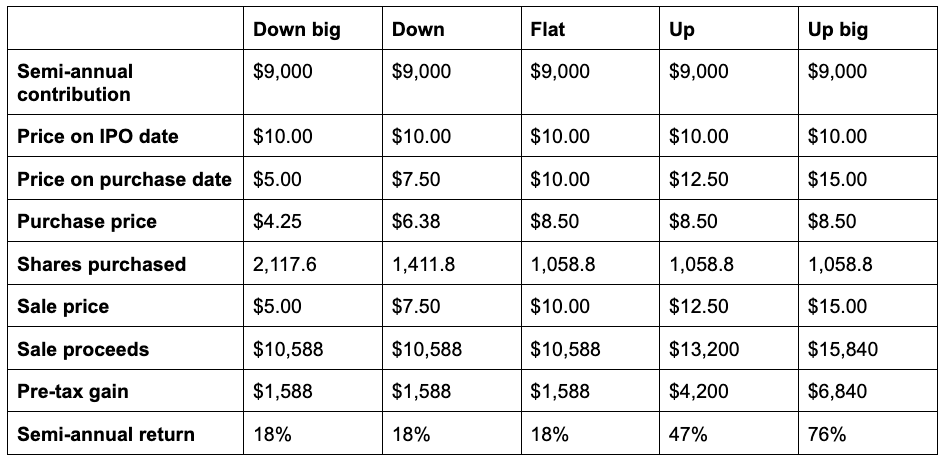 Down big Down Flat Up Up big
Semi-annual
contribution $9,000 $9,000 $9,000 $9,000 $9,000
Price on IPO date $10.00 $10.00 $10.00 $10.00 $10.00
Price on purchase date $5.00 $7.50 $10.00 $12.50 $15.00
Purchase price $4.25 $6.38 $8.50 $8.50 $8.50
Shares purchased 2,117.6 1,411.8 1,058.8 1,058.8 1,058.8
Sale price $5.00 $7.50 $10.00 $12.50 $15.00
Sale proceeds $10,588 $10,588 $10,588 $13,200 $15,840
Pre-tax gain $1,588 $1,588 $1,588 $4,200 $6,840
Semi-annual return 18% 18% 18% 47% 76%